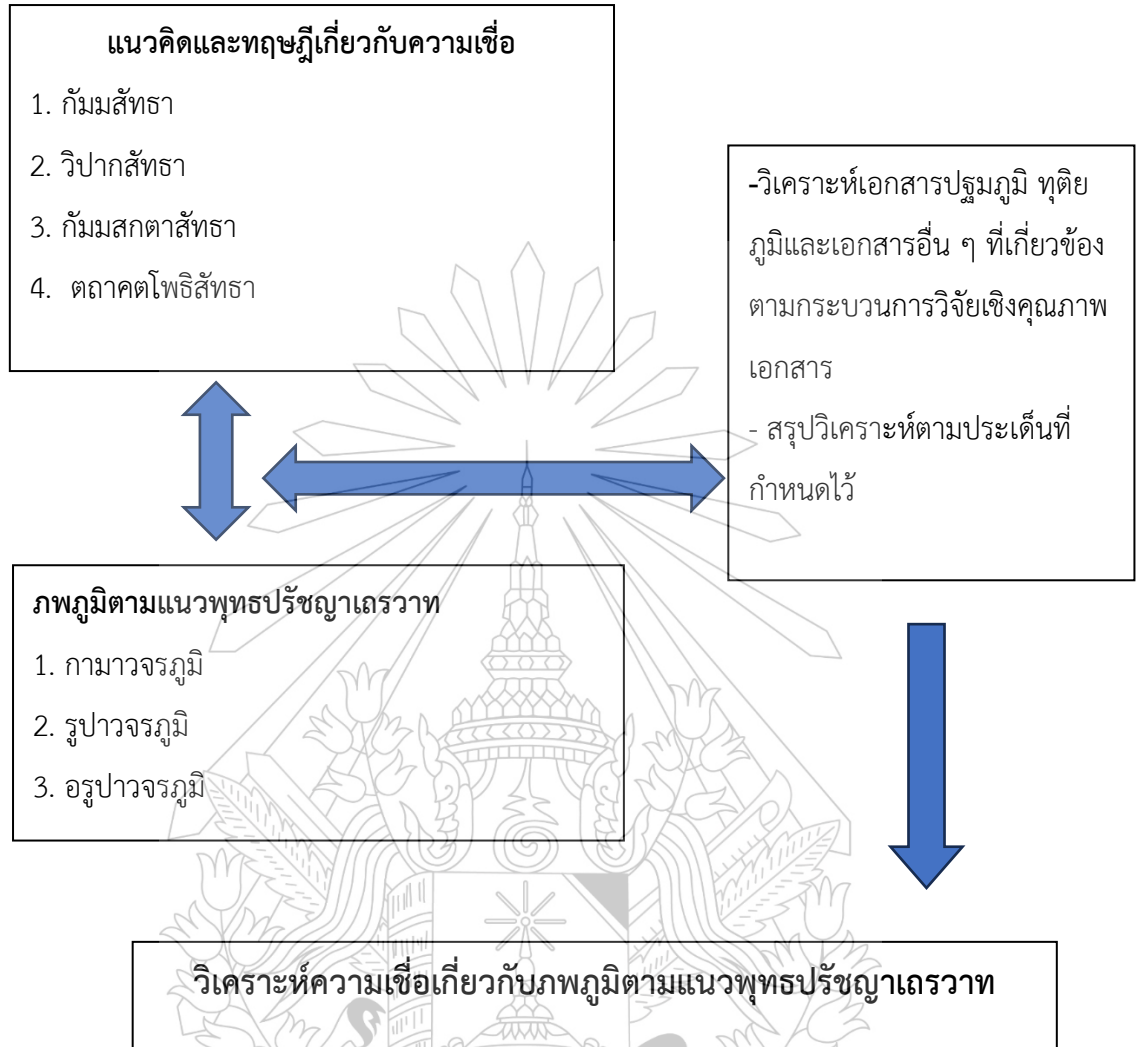 แนวคิดและทฤษฎีเกี่ยวกับความเชื่อ
1. กัมมสัทธา
2. วิปากสัทธา
3. กัมมสกตาสัทธา
4. ตถาคตโพธิสัทธา
-วิเคราะห์เอกสารปฐมภูมิ ทุติย
ภูมิและเอกสารอื่น ๆ ที่เกี่ยวข้อง
ตามกระบวนการวิจัยเชิงคุณภาพ
เอกสาร
- สรุปวิเคราะห์ตามประเด็นที่
กำหนดไว้
ภพภูมิตามแนวพุทธปรัชญาเถรวาท
1. กามาวจรภูมิ
2. รูปาวจรภูมิ
3. อรูปาวจรภูมิ
วิเคราะห์ความเชื่อเกี่ยวกับภพภูมิตามแนวพุทธปรัชญาเถรวาท